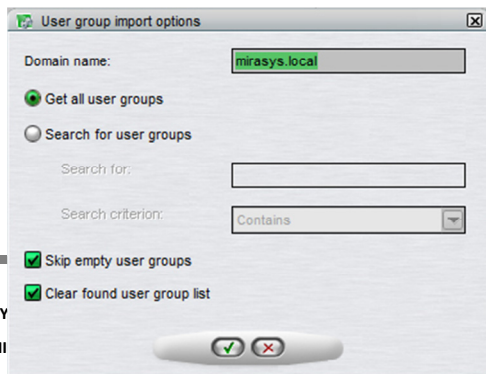 User group import options
Domain name: mirasys.local
Get all user groups
Search for user groups
Search for:
Search criterion: Contains
Skip empty user groups
Clear found user group list
Y